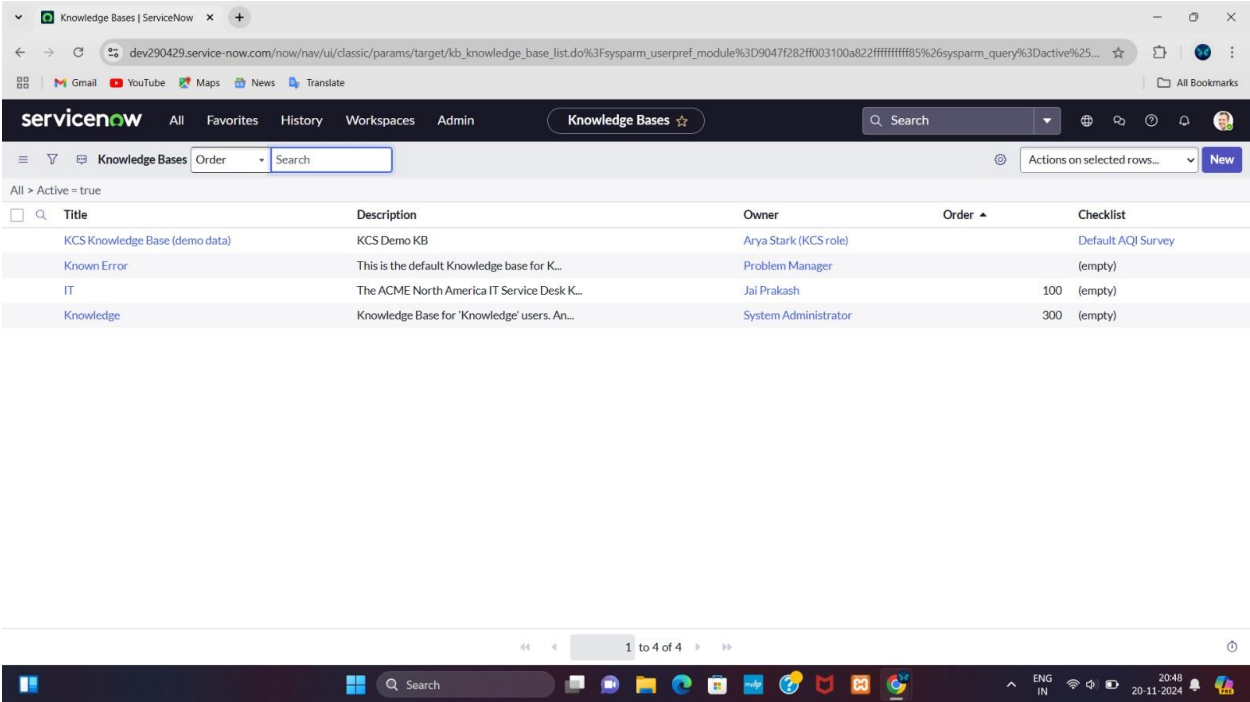 Knowledge Bases | ServiceNow
dev290429.service-now.com/now/nav/ui/classic/params/target/kb_knowledge_base_list.do%3Fsysparm_userpref_module%3D9047f282ff003100a822ffffffffff85%26sysparm_query%3Dactive%25...
Gmail YouTube Maps News Translate All Bookmarks
servicenow All Favorites History Workspaces Admin Knowledge Bases Search
Knowledge Bases Order Search Actions on selected rows... New
All > Active = true
Title Description Owner Order Checklist
KCS Knowledge Base (demo data) KCS Demo KB Arya Stark (KCS role) Default AQI Survey
Known Error This is the default Knowledge base for K... Problem Manager (empty)
IT The ACME North America IT Service Desk K... Jai Prakash 100 (empty)
Knowledge Knowledge Base for 'Knowledge' users. An... System Administrator 300 (empty)
1 to 4 of 4
Search ENG 20:48
IN 20-11-2024